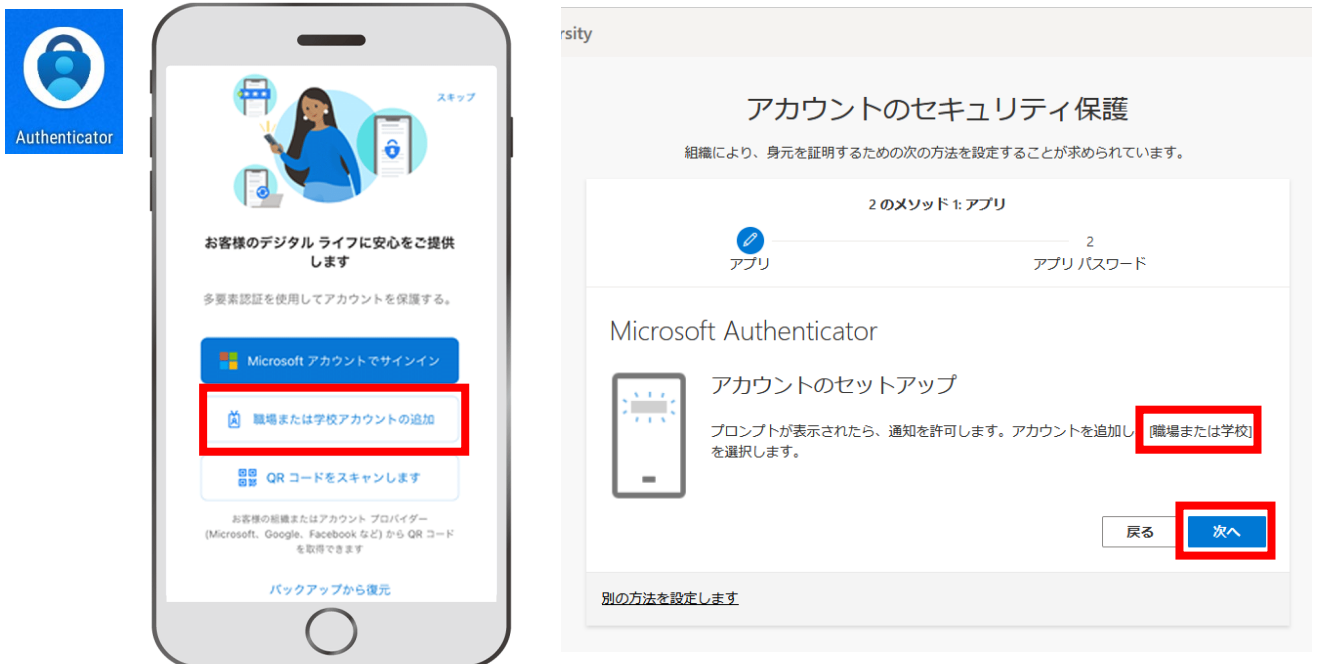 Authenticator
スキップ
お客様のデジタル ライフに安心をご提供
します
多要素認証を使用してアカウントを保護する。
Microsoft アカウントでサインイン
職場または学校アカウントの追加
QR コードをスキャンします
お客様の組織またはアカウント プロバイダー
(Microsoft、Google、Facebook など) から QR コード
を取得できます
バックアップから復元
rsity
アカウントのセキュリティ保護
組織により、身元を証明するための次の方法を設定することが求められています。
2 のメソッド 1: アプリ
2
アプリ
アプリ パスワード
Microsoft Authenticator
アカウントのセットアップ
プロンプトが表示されたら、通知を許可します。アカウントを追加し [職場または学校]
を選択します。
戻る
次へ
別の方法を設定します